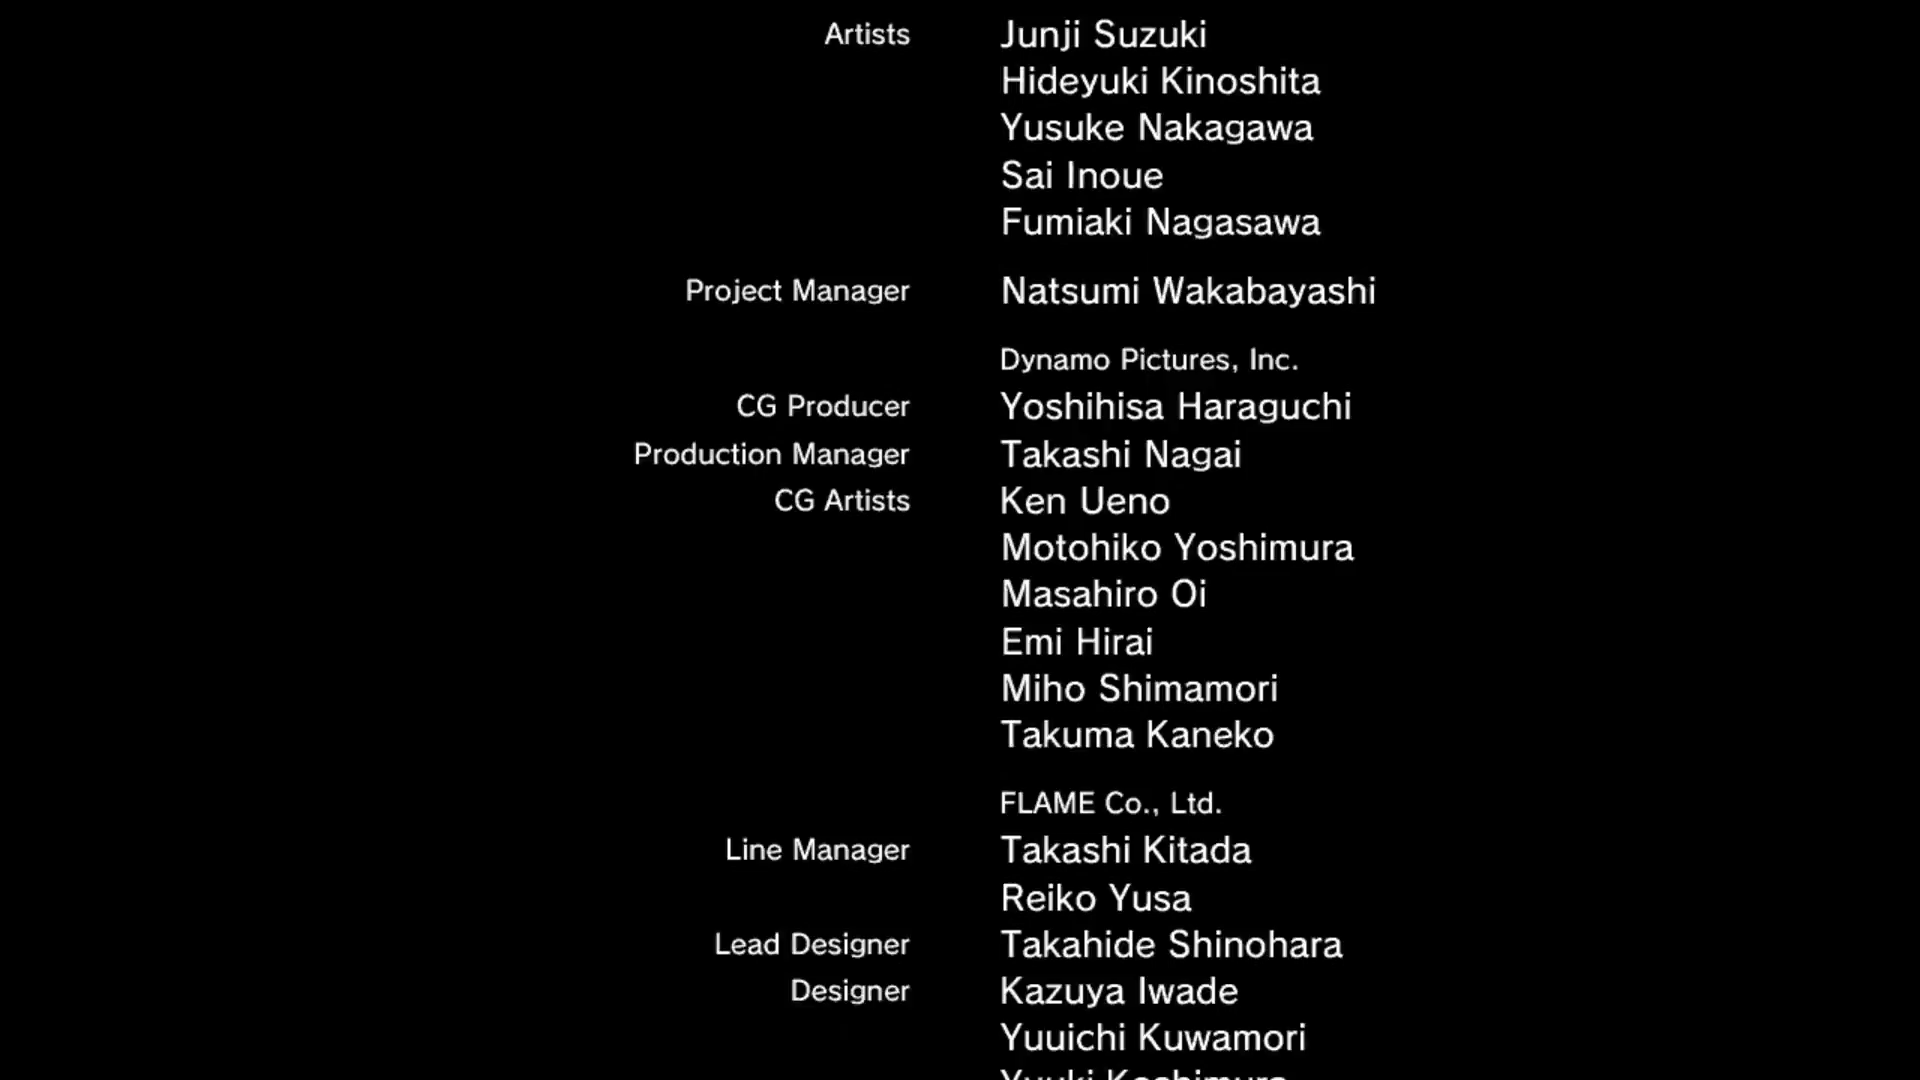 Artists Junji Suzuki
Hideyuki Kinoshita
Yusuke Nakagawa
Sai Inoue
Fumiaki Nagasawa
Project Manager Natsumi Wakabayashi
Dynamo Pictures, Inc.
CG Producer Yoshihisa Haraguchi
Production Manager Takashi Nagai
CG Artists Ken Ueno
Motohiko Yoshimura
Masahiro Oi
Emi Hirai
Miho Shimamori
Takuma Kaneko
FLAME Co., Ltd.
Line Manager Takashi Kitada
Reiko Yusa
Lead Designer Takahide Shinohara
Designer Kazuya Iwade
Yuuichi Kuwamori